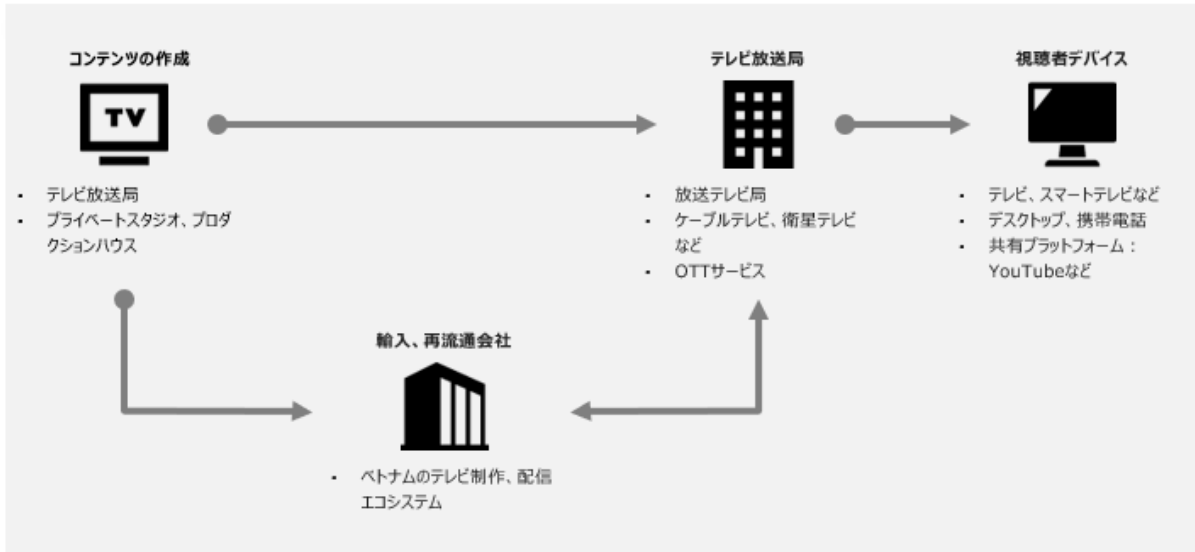 コンテンツの作成
TV
・ テレビ放送局
・ プライベートスタジオ、プロダ
クションハウス
テレビ放送局
・ 放送テレビ局
・ ケーブルテレビ、衛星テレビ
など
・ OTTサービス
視聴者デバイス
・ テレビ、スマートテレビなど
・ デスクトップ、携帯電話
・ 共有プラットフォーム：
YouTubeなど
輸入、再流通会社
・ ベトナムのテレビ制作、配信
エコシステム